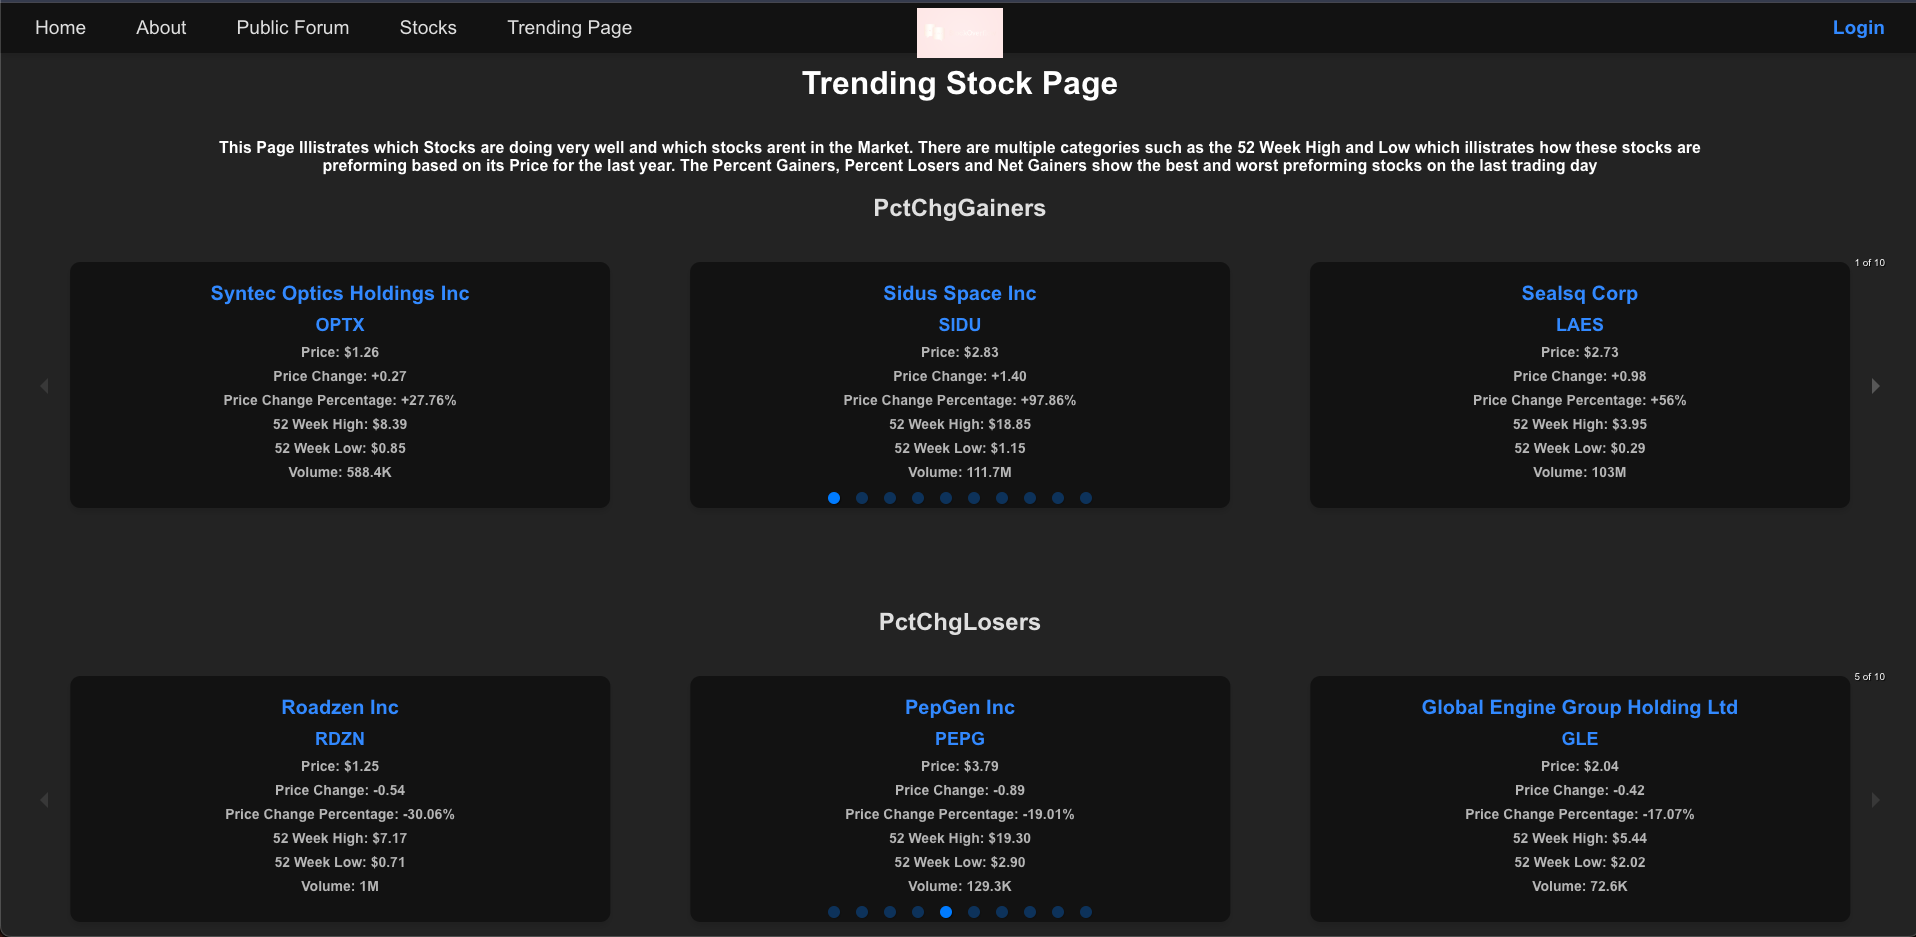 Home About Public Forum Stocks Trending Page Login
Trending Stock Page
This Page Illistrates which Stocks are doing very well and which stocks arent in the Market. There are multiple categories such as the 52 Week High and Low which illistrates how these stocks are
preforming based on its Price for the last year. The Percent Gainers, Percent Losers and Net Gainers show the best and worst preforming stocks on the last trading day
PctChgGainers
1 of 10
Syntec Optics Holdings Inc
OPTX
Price: $1.26
Price Change: +0.27
Price Change Percentage: +27.76%
52 Week High: $8.39
52 Week Low: $0.85
Volume: 588.4K
Sidus Space Inc
SIDU
Price: $2.83
Price Change: +1.40
Price Change Percentage: +97.86%
52 Week High: $18.85
52 Week Low: $1.15
Volume: 111.7M
Sealsq Corp
LAES
Price: $2.73
Price Change: +0.98
Price Change Percentage: +56%
52 Week High: $3.95
52 Week Low: $0.29
Volume: 103M
PctChgLosers
5 of 10
Roadzen Inc
RDZN
Price: $1.25
Price Change: -0.54
Price Change Percentage: -30.06%
52 Week High: $7.17
52 Week Low: $0.71
Volume: 1M
PepGen Inc
PEPG
Price: $3.79
Price Change: -0.89
Price Change Percentage: -19.01%
52 Week High: $19.30
52 Week Low: $2.90
Volume: 129.3K
Global Engine Group Holding Ltd
GLE
Price: $2.04
Price Change: -0.42
Price Change Percentage: -17.07%
52 Week High: $5.44
52 Week Low: $2.02
Volume: 72.6K